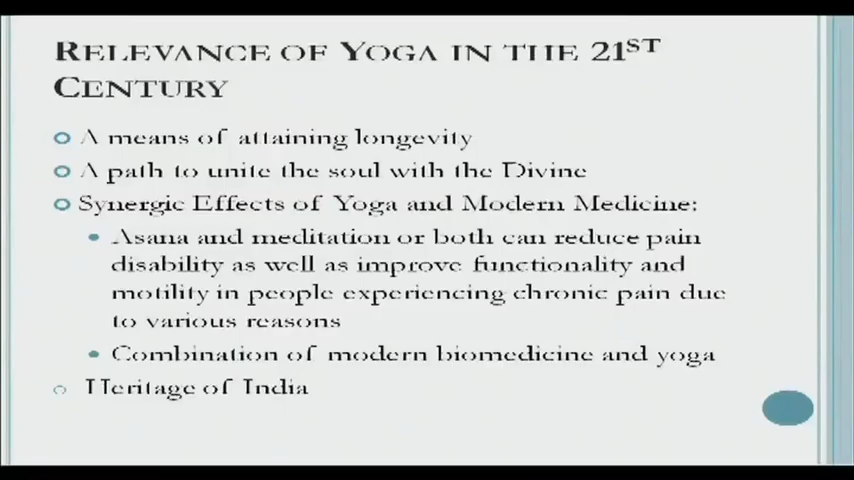 RELEVANCE OF YOGA IN THE 21ST
CENTURY
A means of attaining longevity
A path to unite the soul with the Divine
Synergic Effects of Yoga and Modern Medicine:
Asana and meditation or both can reduce pain
disability as well as improve functionality and
motility in people experiencing chronic pain due
to various reasons
Combination of modern biomedicine and yoga
Heritage of India